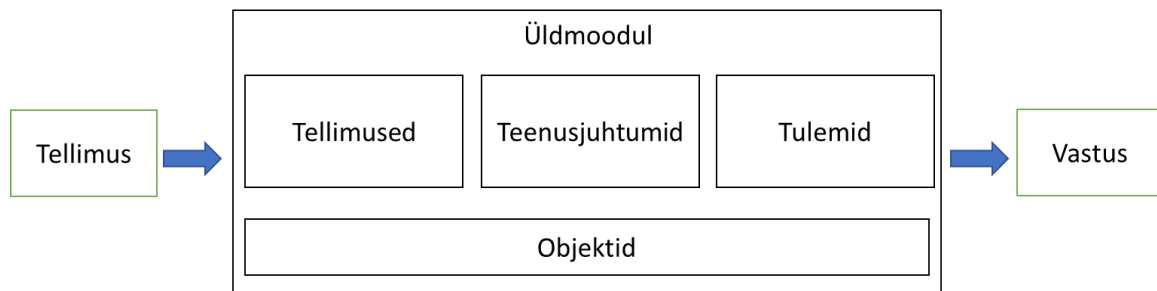 Üldmoodul
Tellimus
Tellimused
Teenusjuhtumid
Tulemid
Vastus
Objektid